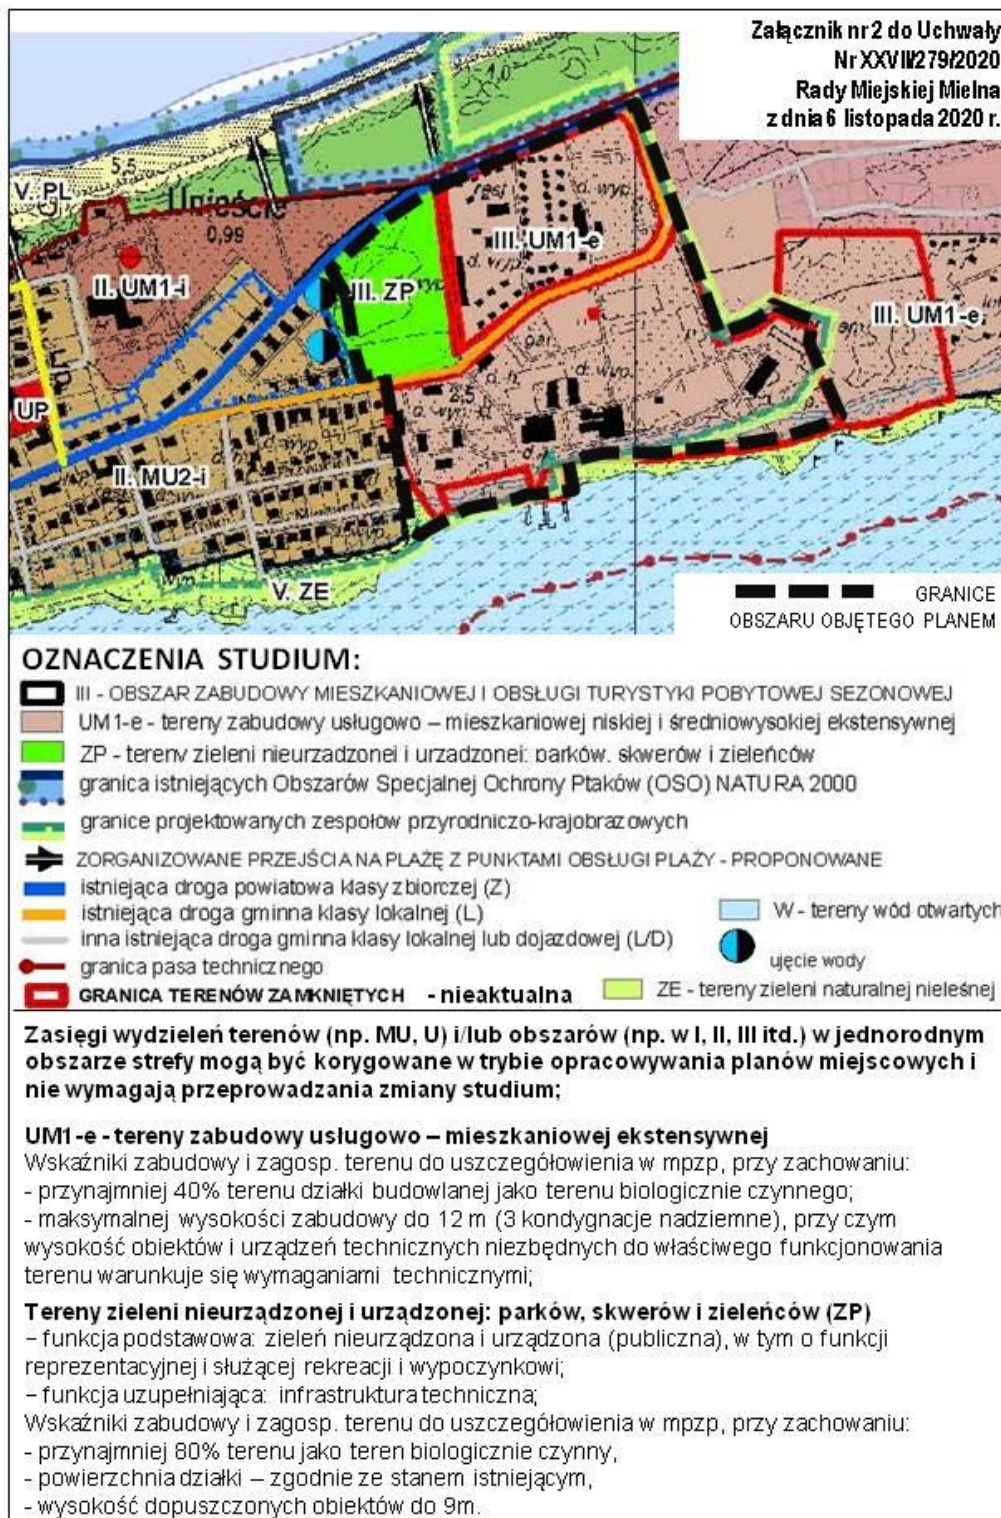 Załącznik nr 2 do Uchwały
Nr XXVII/279/2020
Rady Miejskiej Mielna
z dnia 6 listopada 2020 r.
1,0
5,5
V. PL
Unieście
0,99
rest
d. wyp.
III. UM1-e
d. wyp.
II. UM1-i
III. ZP
wyp.
III. UM1-e
gar.
d. wyp.
2,5
d. h.
UP
II. MU2-i
V. ZE
GRANICE
OBSZARU OBJĘTEGO PLANEM
OZNACZENIA STUDIUM:
III - OBSZAR ZABUDOWY MIESZKANIOWEJ I OBSŁUGI TURYSTYKI POBYTOWEJ SEZONOWEJ
UM1-e - tereny zabudowy usługowo – mieszkaniowej niskiej i średniowysokiej ekstensywnej
ZP - tereny zieleni nieurządzonej i urządzonej: parków, skwerów i zieleńców
granica istniejących Obszarów Specjalnej Ochrony Ptaków (OSO) NATURA 2000
granice projektowanych zespołów przyrodniczo-krajobrazowych
ZORGANIZOWANE PRZEJŚCIA NA PLAŻĘ Z PUNKTAMI OBSŁUGI PLAŻY - PROPONOWANE
istniejąca droga powiatowa klasy zbiorczej (Z)
istniejąca droga gminna klasy lokalnej (L)
W - tereny wód otwartych
inna istniejąca droga gminna klasy lokalnej lub dojazdowej (L/D)
ujęcie wody
granica pasa technicznego
GRANICA TERENÓW ZAMKNIĘTYCH - nieaktualna
ZE - tereny zieleni naturalnej nieleśnej
Zasięgi wydzieleń terenów (np. MU, U) i/lub obszarów (np. w I, II, III itd.) w jednorodnym
obszarze strefy mogą być korygowane w trybie opracowywania planów miejscowych i
nie wymagają przeprowadzania zmiany studium;
UM1-e - tereny zabudowy usługowo – mieszkaniowej ekstensywnej
Wskaźniki zabudowy i zagosp. terenu do uszczegółowienia w mpzp, przy zachowaniu:
- przynajmniej 40% terenu działki budowlanej jako terenu biologicznie czynnego;
- maksymalnej wysokości zabudowy do 12 m (3 kondygnacje nadziemne), przy czym
wysokość obiektów i urządzeń technicznych niezbędnych do właściwego funkcjonowania
terenu warunkuje się wymaganiami technicznymi;
Tereny zieleni nieurządzonej i urządzonej: parków, skwerów i zieleńców (ZP)
– funkcja podstawowa: zieleń nieurządzona i urządzona (publiczna), w tym o funkcji
reprezentacyjnej i służącej rekreacji i wypoczynkowi;
– funkcja uzupełniająca: infrastruktura techniczna;
Wskaźniki zabudowy i zagosp. terenu do uszczegółowienia w mpzp, przy zachowaniu:
- przynajmniej 80% terenu jako teren biologicznie czynny,
- powierzchnia działki – zgodnie ze stanem istniejącym,
- wysokość dopuszczonych obiektów do 9m.